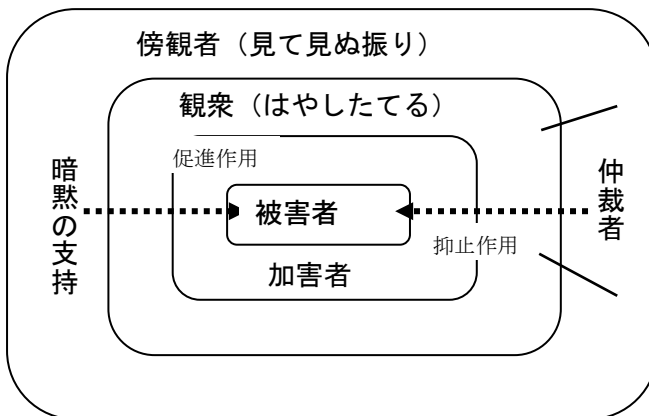 傍観者（見て見ぬ振り）
観衆（はやしたてる）
促進作用
暗黙の支持
被害者
仲裁者
抑止作用
加害者